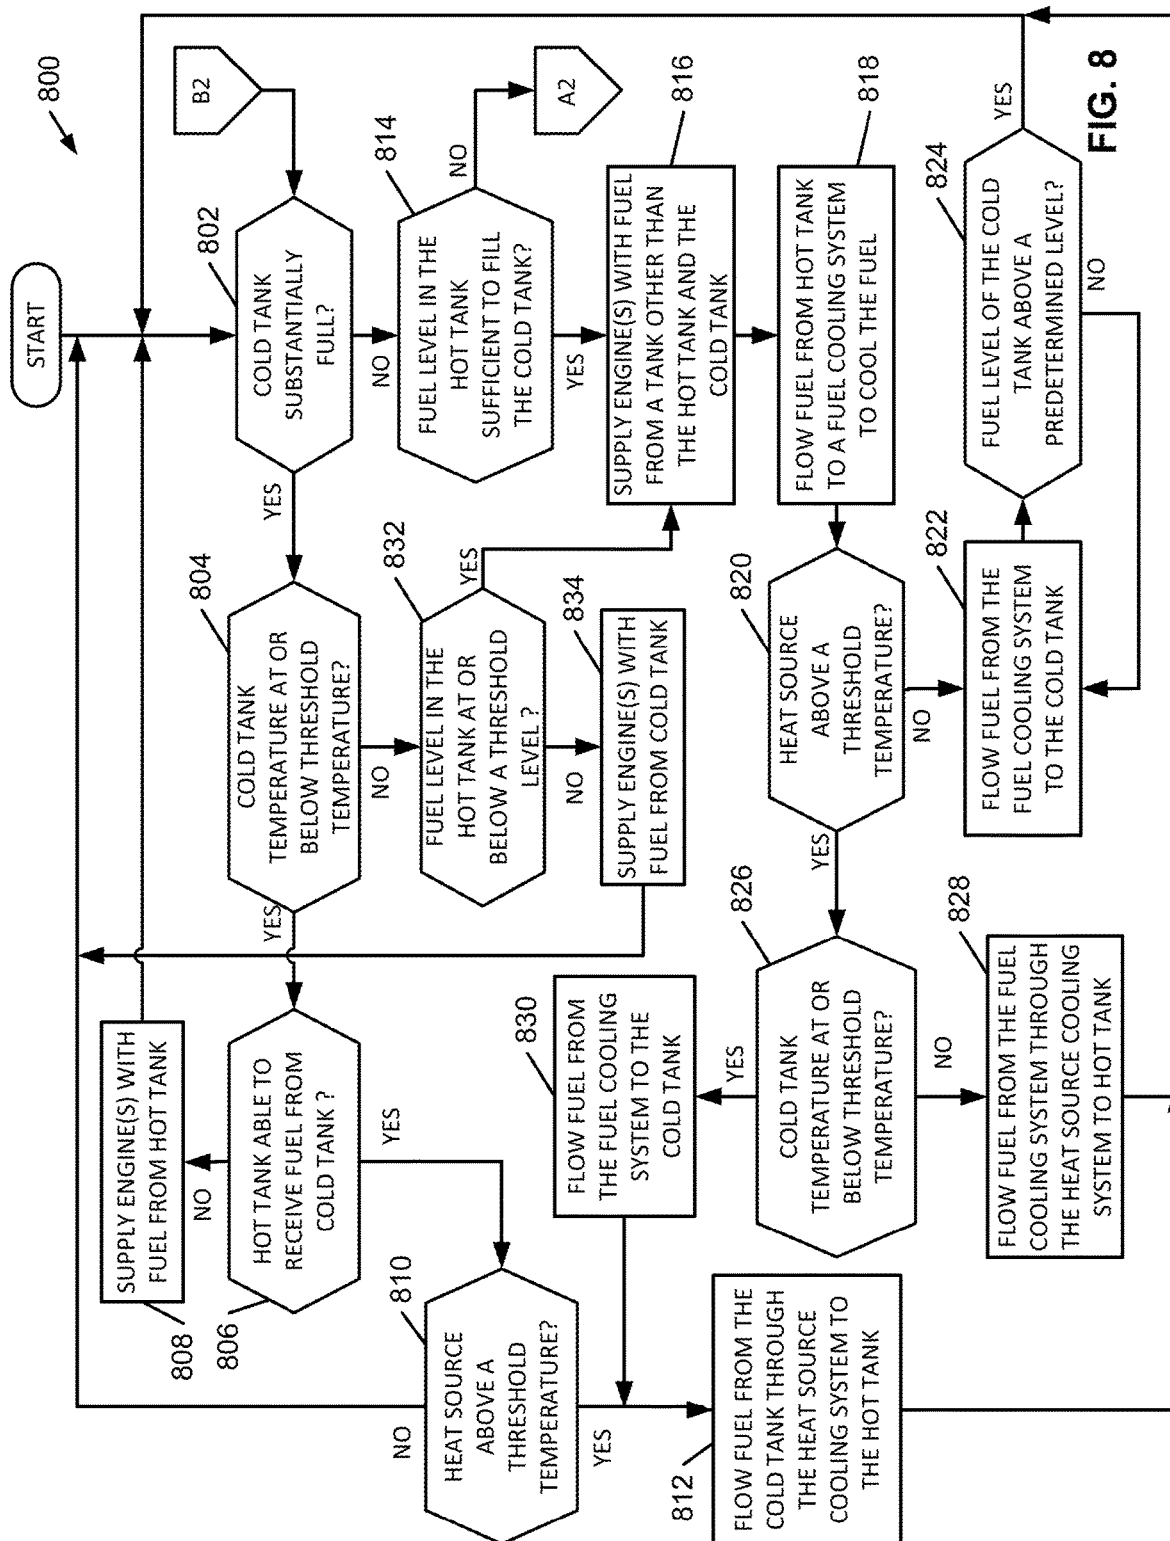 800
START
B2
802
COLD TANK
SUBSTANTIALLY
FULL?
YES
NO
814
FUEL LEVEL IN THE
HOT TANK
SUFFICIENT TO FILL
THE COLD TANK?
NO
A2
YES
816
SUPPLY ENGINE(S) WITH FUEL
FROM A TANK OTHER THAN
THE HOT TANK AND THE
COLD TANK
818
FLOW FUEL FROM HOT TANK
TO A FUEL COOLING SYSTEM
TO COOL THE FUEL
804
COLD TANK
TEMPERATURE AT OR
BELOW THRESHOLD
TEMPERATURE?
YES
NO
832
FUEL LEVEL IN THE
HOT TANK AT OR
BELOW A THRESHOLD
LEVEL ?
YES
NO
834
SUPPLY ENGINE(S) WITH
FUEL FROM COLD TANK
820
HEAT SOURCE
ABOVE A
THRESHOLD
TEMPERATURE?
NO
YES
822
FLOW FUEL FROM THE
FUEL COOLING SYSTEM
TO THE COLD TANK
824
FUEL LEVEL OF THE COLD
TANK ABOVE A
PREDETERMINED LEVEL?
YES
NO
808
SUPPLY ENGINE(S) WITH
FUEL FROM HOT TANK
806
HOT TANK ABLE TO
RECEIVE FUEL FROM
COLD TANK ?
NO
YES
810
HEAT SOURCE
ABOVE A
THRESHOLD
TEMPERATURE?
NO
YES
812
FLOW FUEL FROM THE
COLD TANK THROUGH
THE HEAT SOURCE
COOLING SYSTEM TO
THE HOT TANK
826
COLD TANK
TEMPERATURE AT OR
BELOW THRESHOLD
TEMPERATURE?
YES
NO
830
FLOW FUEL FROM
THE FUEL COOLING
SYSTEM TO THE
COLD TANK
828
FLOW FUEL FROM THE FUEL
COOLING SYSTEM THROUGH
THE HEAT SOURCE COOLING
SYSTEM TO HOT TANK
FIG. 8